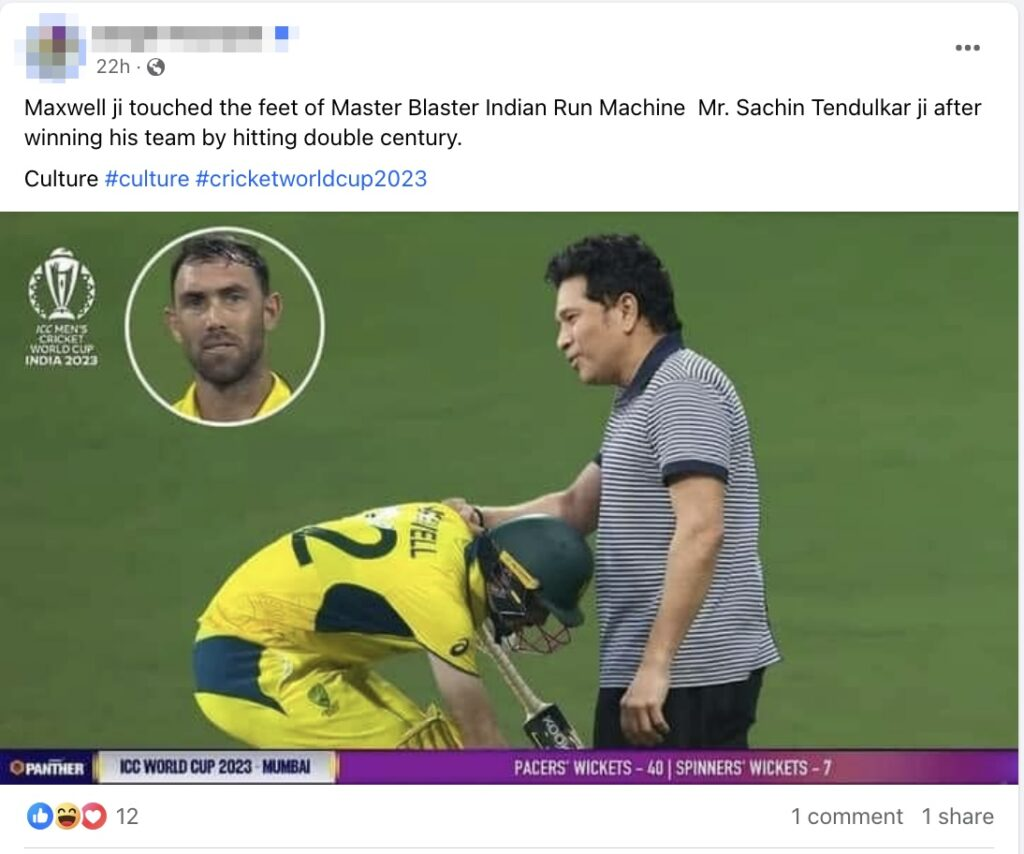 22h ·
Maxwell ji touched the feet of Master Blaster Indian Run Machine  Mr. Sachin Tendulkar ji after
winning his team by hitting double century.
Culture #culture #cricketworldcup2023
ICC MEN'S
CRICKET
WORLD CUP
INDIA 2023
2
PANTHER
ICC WORLD CUP 2023 - MUMBAI
PACERS' WICKETS – 40 | SPINNERS' WICKETS – 7
12
1 comment 1 share